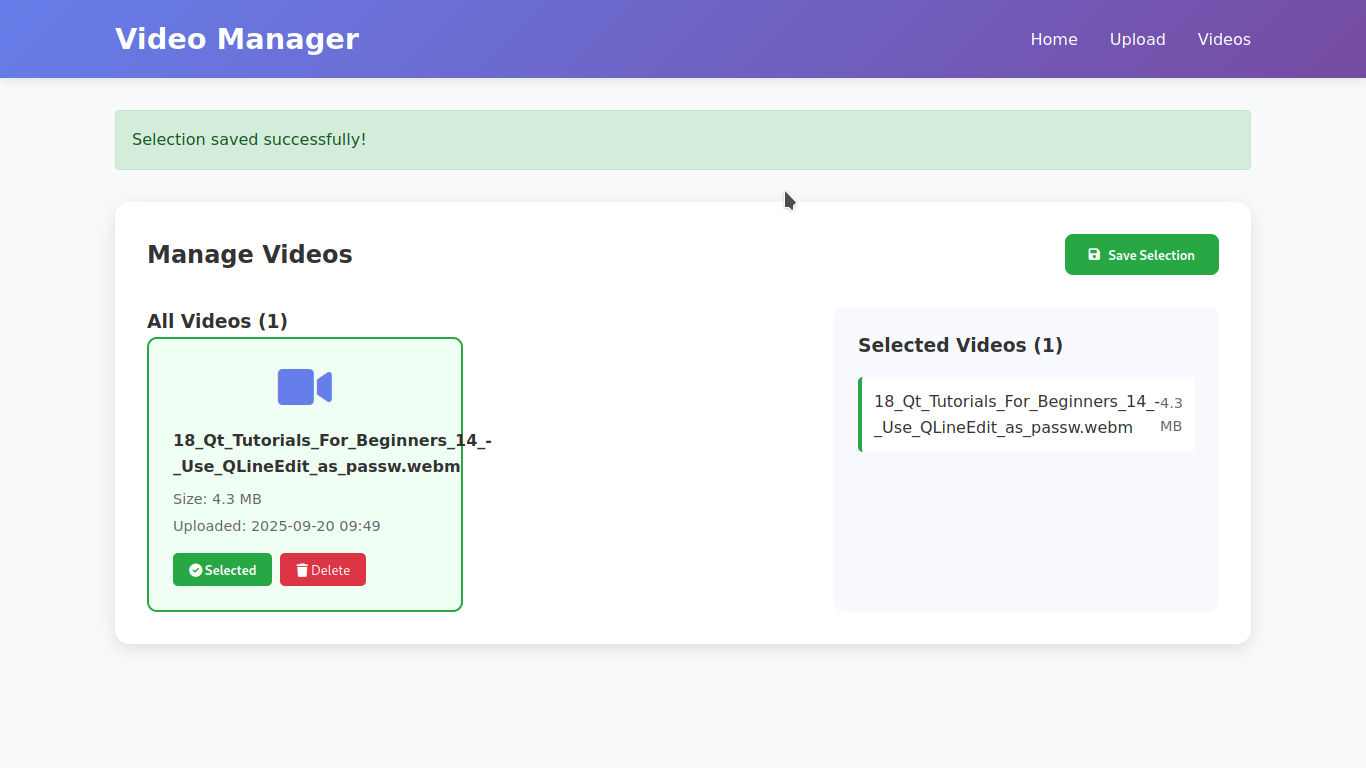 Video Manager
Home Upload Videos
Selection saved successfully!
Manage Videos
Save Selection
All Videos (1)
18_Qt_Tutorials_For_Beginners_14_-
_Use_QLineEdit_as_passw.webm
Size: 4.3 MB
Uploaded: 2025-09-20 09:49
Selected Delete
Selected Videos (1)
18_Qt_Tutorials_For_Beginners_14_-
_Use_QLineEdit_as_passw.webm
4.3
MB